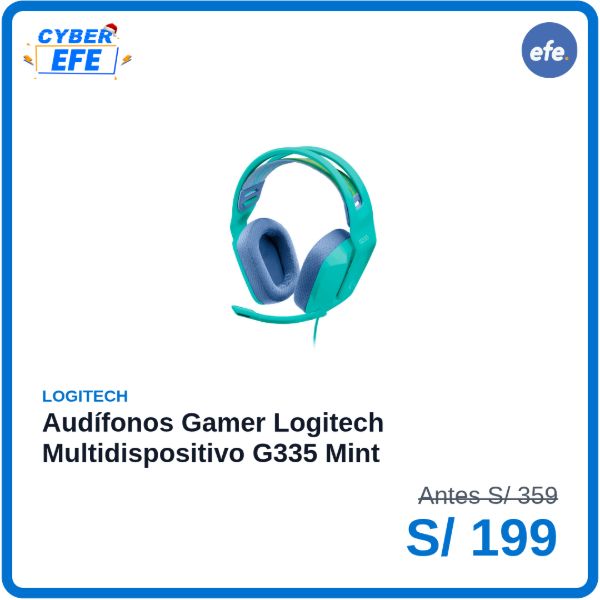 CYBER
EFE
efe.
LOGITECH
Audífonos Gamer Logitech
Multidispositivo G335 Mint
Antes S/ 359
S/ 199